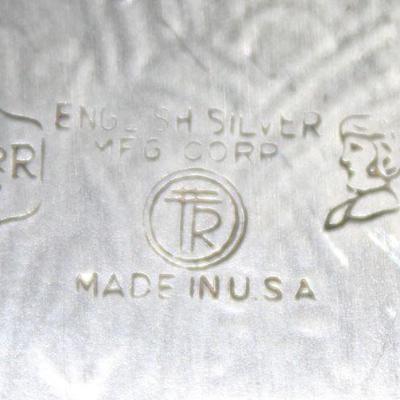 ENGLISH SILVER
MFG CORP
TR
MADE IN U.S.A